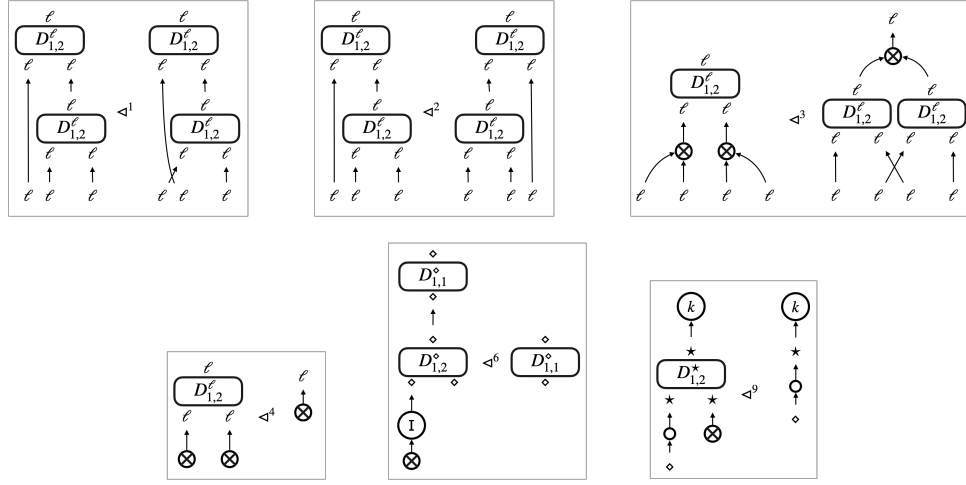 ℓ ℓ ℓ ℓ ℓ
D^ℓ_{1,2} D^ℓ_{1,2} D^ℓ_{1,2} D^ℓ_{1,2}
ℓ ℓ ℓ ℓ ℓ ℓ ℓ ℓ ℓ
D^ℓ_{1,2}
ℓ ℓ ℓ ℓ ℓ ℓ ℓ ℓ
D^ℓ_{1,2} ⊲^1 D^ℓ_{1,2} D^ℓ_{1,2} ⊲^2 D^ℓ_{1,2} ⊲^3 D^ℓ_{1,2} D^ℓ_{1,2}
ℓ ℓ ℓ ℓ ℓ ℓ ℓ ℓ ℓ ℓ ℓ ℓ
ℓ ℓ ℓ ℓ ℓ ℓ ℓ ℓ ℓ ℓ ℓ ℓ ℓ ℓ ℓ ℓ ℓ ℓ ℓ ℓ
D^⋄_{1,1}
k k
ℓ ℓ ⋆ ⋆
D^ℓ_{1,2} D^⋄_{1,2} ⊲^6 D^⋄_{1,1} D^⋆_{1,2}
ℓ ℓ ⊲^4 ⋆ ⋆ ⊲^9
I